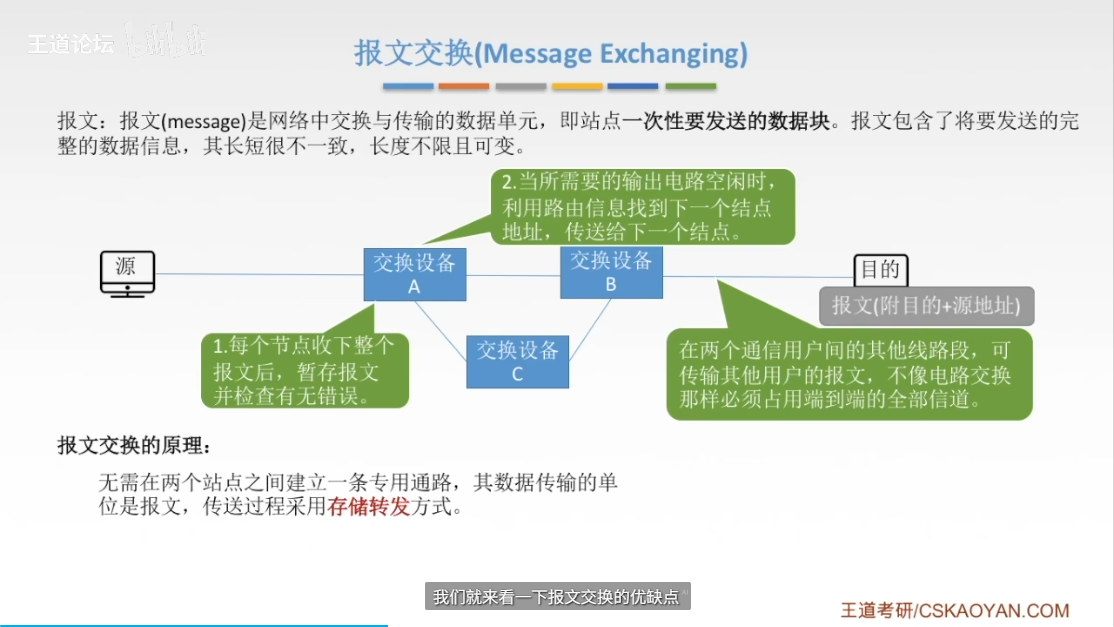 王道论坛
报文交换(Message Exchanging)
报文：报文(message)是网络中交换与传输的数据单元，即站点一次性要发送的数据块。报文包含了将要发送的完
整的数据信息，其长短很不一致，长度不限且可变。
2.当所需要的输出电路空闲时，
利用路由信息找到下一个结点
地址，传送给下一个结点。
源
交换设备
A
交换设备
B
目的
报文(附目的+源地址)
1.每个节点收下整个
报文后，暂存报文
并检查有无错误。
交换设备
C
在两个通信用户间的其他线路段，可
传输其他用户的报文，不像电路交换
那样必须占用端到端的全部信道。
报文交换的原理：
无需在两个站点之间建立一条专用通路，其数据传输的单
位是报文，传送过程采用存储转发方式。
我们就来看一下报文交换的优缺点
王道考研/CSKAOYAN.COM